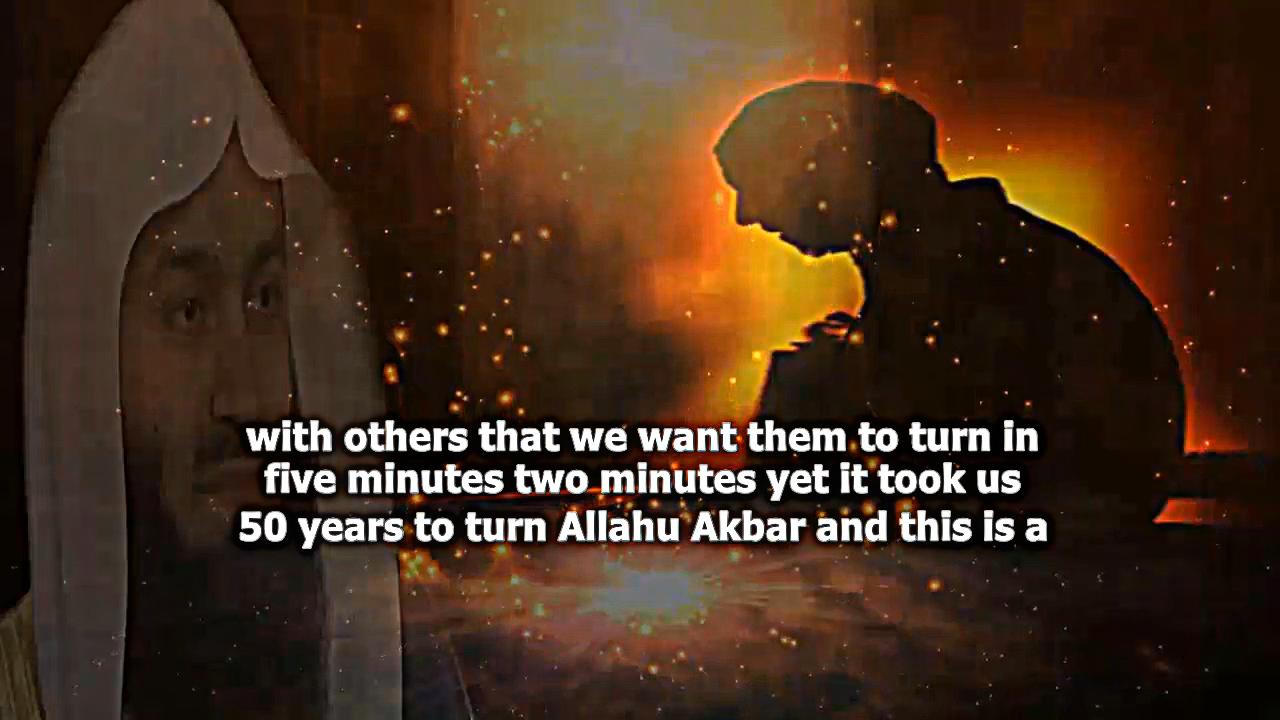 with others that we want them to turn in
five minutes two minutes yet it took us
50 years to turn Allahu Akbar and this is a